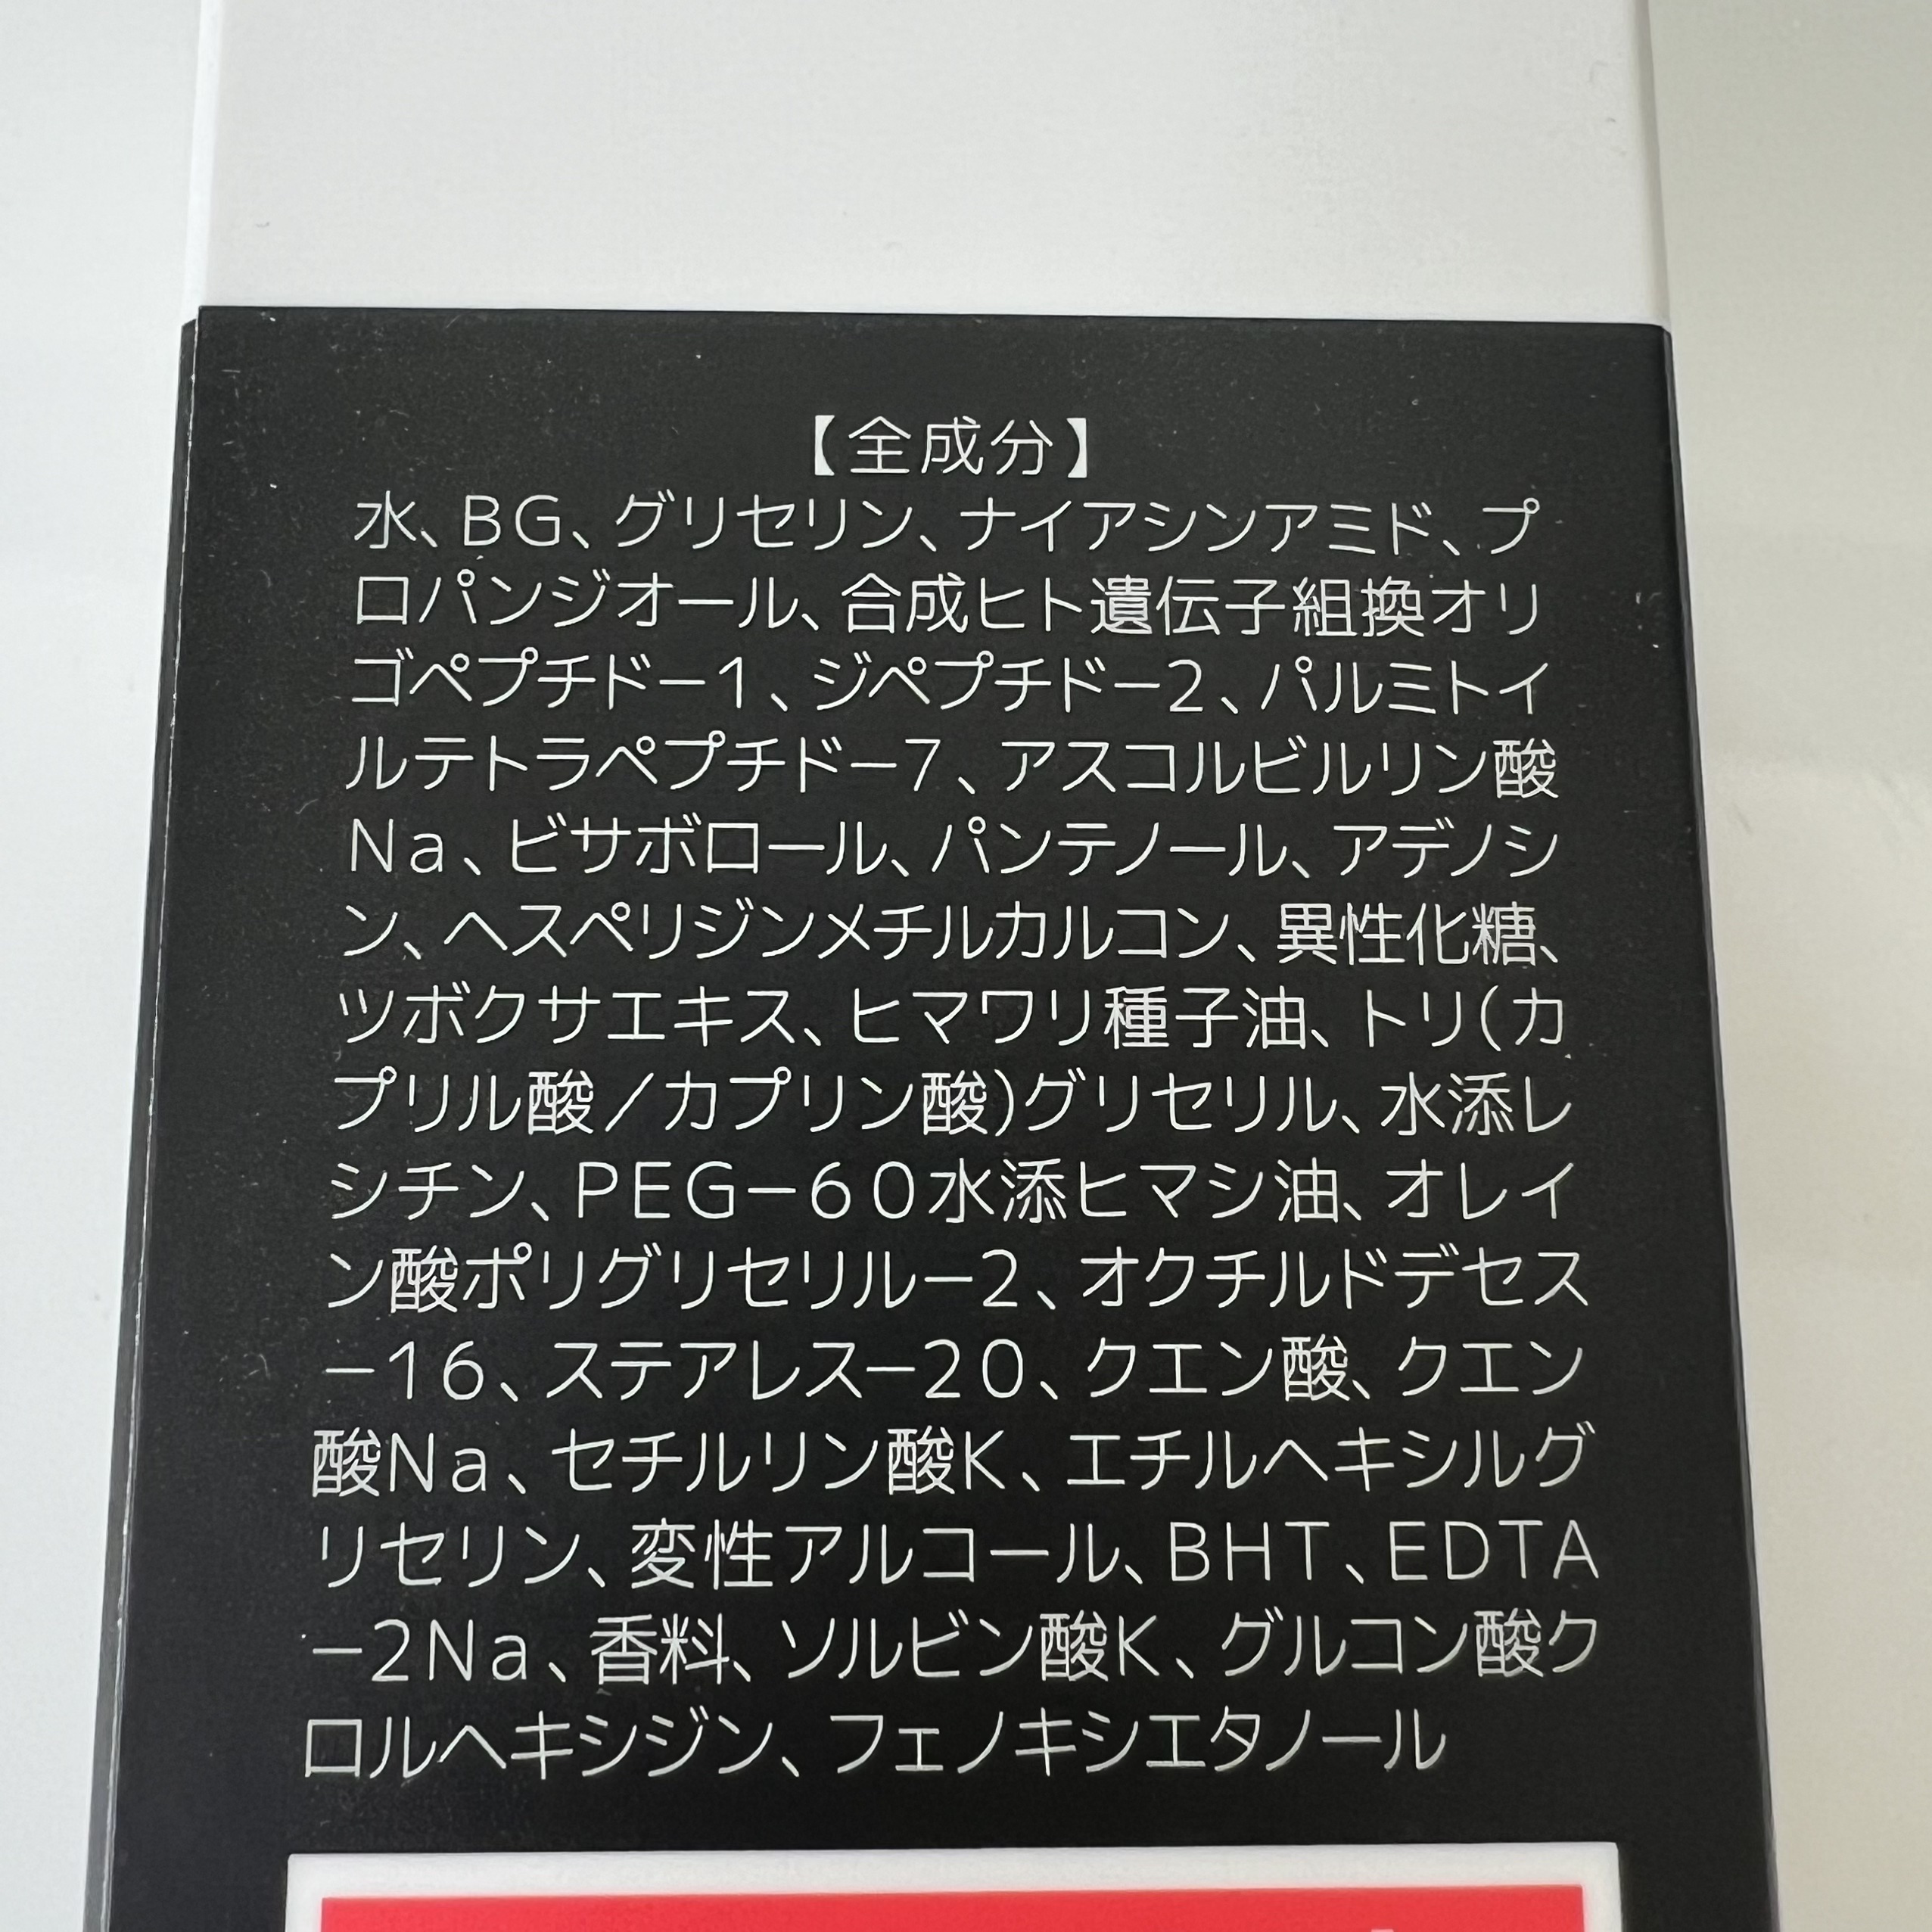 【全成分】
水、BG、グリセリン、ナイアシンアミド、プ
ロパンジオール、合成ヒト遺伝子組換オリ
ゴペプチドー1、ジペプチドー2、パルミトイ
ルテトラペプチドー7、アスコルビルリン酸
Na、ビサボロール、パンテノール、アデノシ
ン、ヘスペリジンメチルカルコン、異性化糖、
ツボクサエキス、ヒマワリ種子油、トリ(カ
プリル酸／カプリン酸)グリセリル、水添レ
シチン、PEG−60水添ヒマシ油、オレイ
ン酸ポリグリセリル−2、オクチルドデセス
−16、ステアレス−20、クエン酸、クエン
酸Na、セチルリン酸K、エチルヘキシルグ
リセリン、変性アルコール、BHT、EDTA
−2Na、香料、ソルビン酸K、グルコン酸ク
ロルヘキシジン、フェノキシエタノール